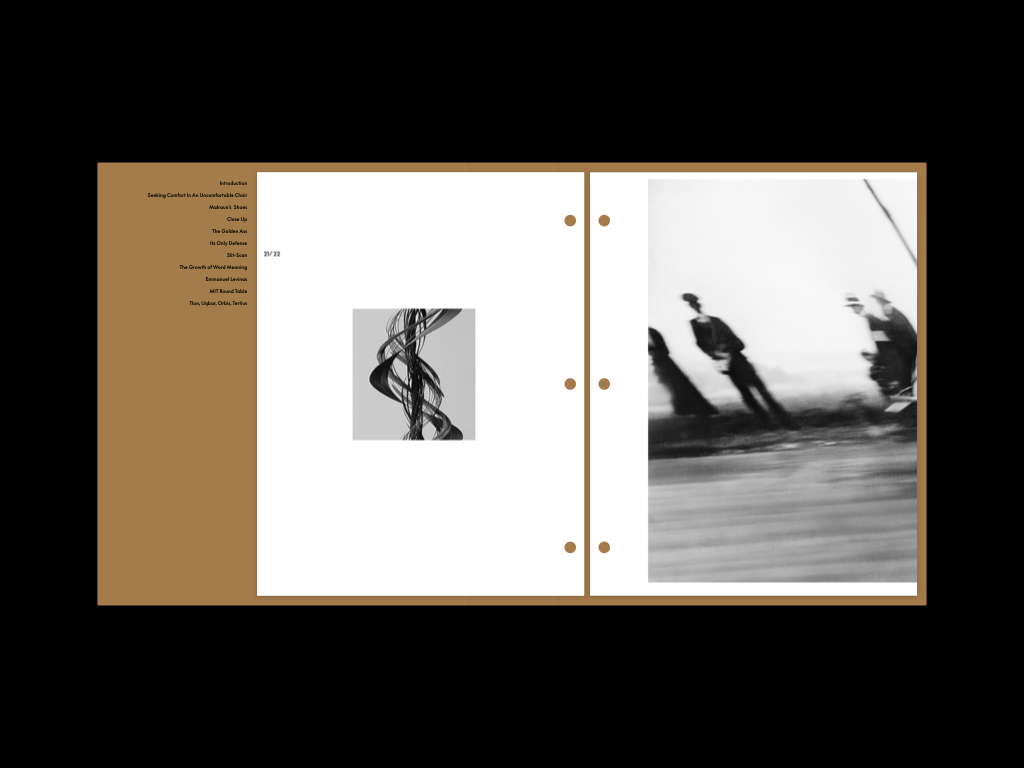 Introduction
Seeking Comfort In An Uncomfortable Chair
Malraux's Shoes
Close Up
The Golden Ass
Its Only Defense
Slit-Scan
21/22
The Growth of Word Meaning
Emmanuel Levinas
MIT Round Table
Tlon, Uqbar, Orbis, Tertius